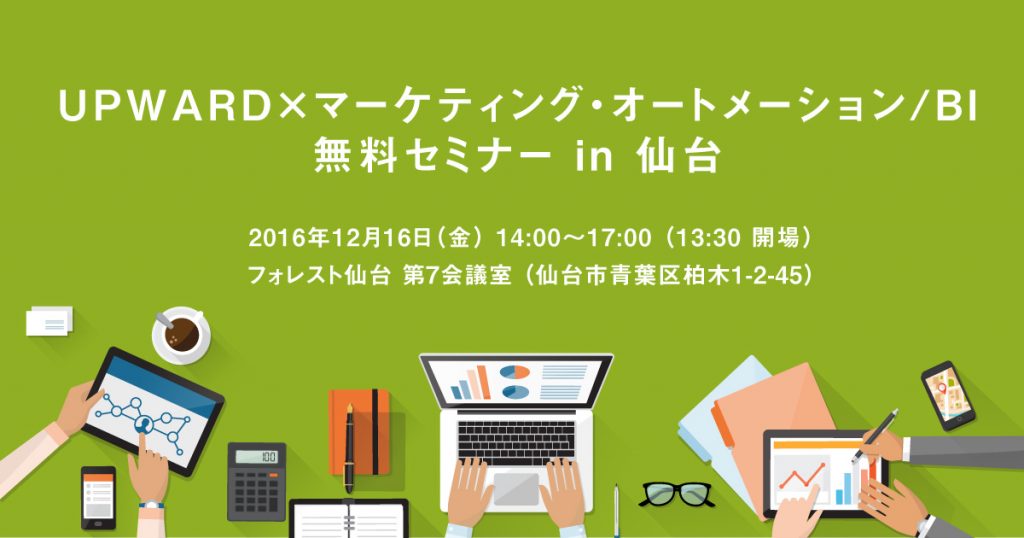 UPWARD×マーケティング・オートメーション/BI
無料セミナー in 仙台
2016年12月16日（金） 14:00〜17:00（13:30 開場）
フォレスト仙台 第7会議室（仙台市青葉区柏木1-2-45）
100